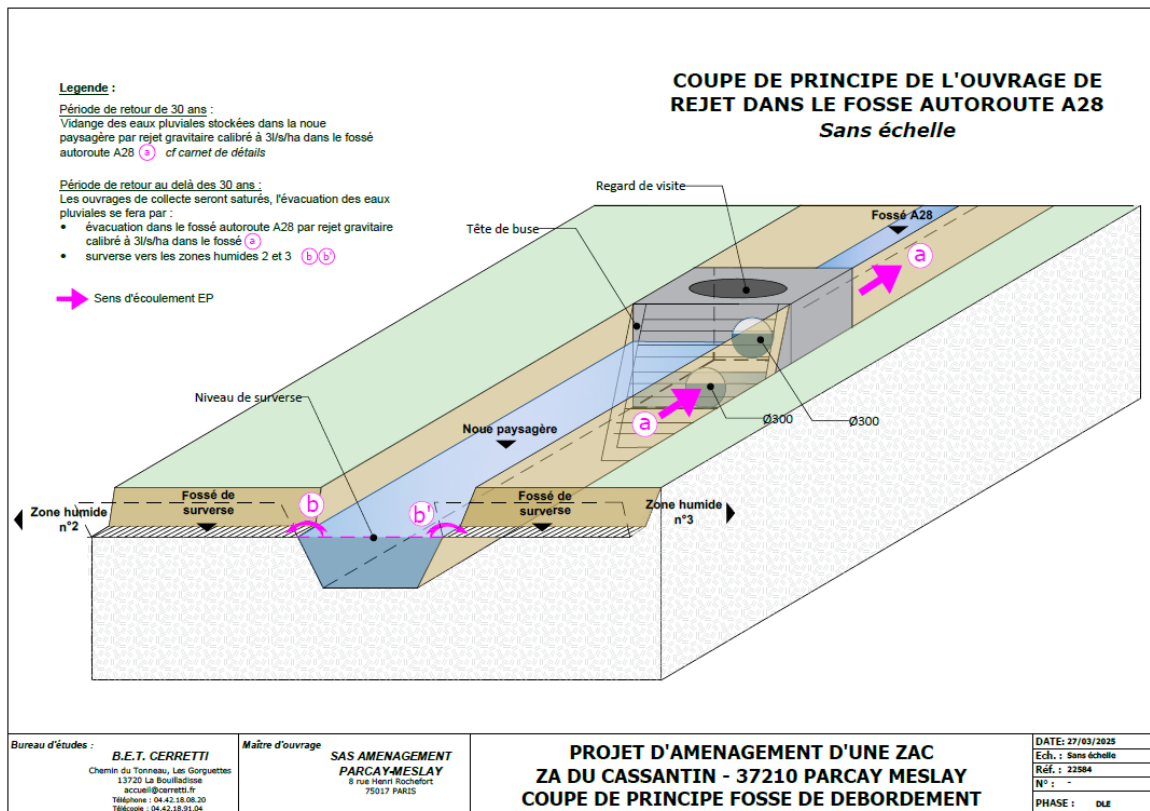 COUPE DE PRINCIPE DE L'OUVRAGE DE
REJET DANS LE FOSSE AUTOROUTE A28
Sans échelle
Legende :
Période de retour de 30 ans :
Vidange des eaux pluviales stockées dans la noue
paysagère par rejet gravitaire calibré à 3l/s/ha dans le fossé
autoroute A28 a cf carnet de détails
Période de retour au delà des 30 ans :
Les ouvrages de collecte seront saturés, l'évacuation des eaux
pluviales se fera par :
• évacuation dans le fossé autoroute A28 par rejet gravitaire
calibré à 3l/s/ha dans le fossé a
• surverse vers les zones humides 2 et 3 b b'
Sens d'écoulement EP
Regard de visite
Tête de buse
Fossé A28
a
Niveau de surverse
Noue paysagère
a
Ø300
Ø300
Zone humide
n°2
Fossé de
surverse
b
b'
Fossé de
surverse
Zone humide
n°3
Bureau d'études :
B.E.T. CERRETTI
Chemin du Tonneau, Les Gorguettes
13720 La Bouilladisse
accueil@cerretti.fr
Téléphone : 04.42.18.08.20
Télécopie : 04.42.18.91.04
Maître d'ouvrage
SAS AMENAGEMENT
PARCAY-MESLAY
8 rue Henri Rochefort
75017 PARIS
PROJET D'AMENAGEMENT D'UNE ZAC
ZA DU CASSANTIN - 37210 PARCAY MESLAY
COUPE DE PRINCIPE FOSSE DE DEBORDEMENT
DATE: 27/03/2025
Ech. : Sans échelle
Réf. : 22584
N° : -
PHASE : DLE